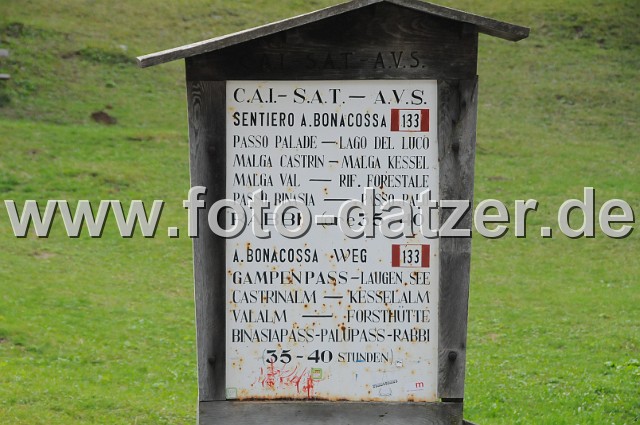 C.A.I.- S.A.T. — A.V.S.
C.A.I.- S.A.T. — A.V.S.
SENTIERO A. BONACOSSA 133
PASSO PALADE — LAGO DEL LUCO
MALGA CASTRIN — MALGA KESSEL
MALGA VAL — RIF. FORESTALE
BINASIA —
www.foto-datzer.de
A. BONACOSSA WEG 133
GAMPENPASS-LAUGEN, SEE
CASTRINALM — KESSELALM
VALALM — FORSTHÜTTE
BINASIAPASS-PALUPASS-RABBI
(35-40 STUNDEN)